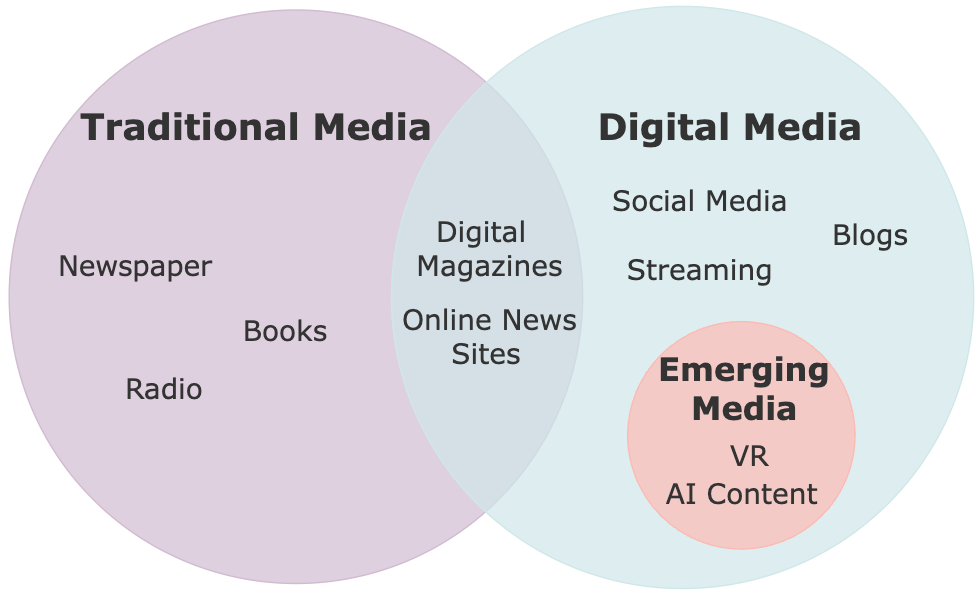 Traditional Media
Newspaper
Books
Radio
Digital
Magazines
Online News
Sites
Digital Media
Social Media
Blogs
Streaming
Emerging
Media
VR
AI Content